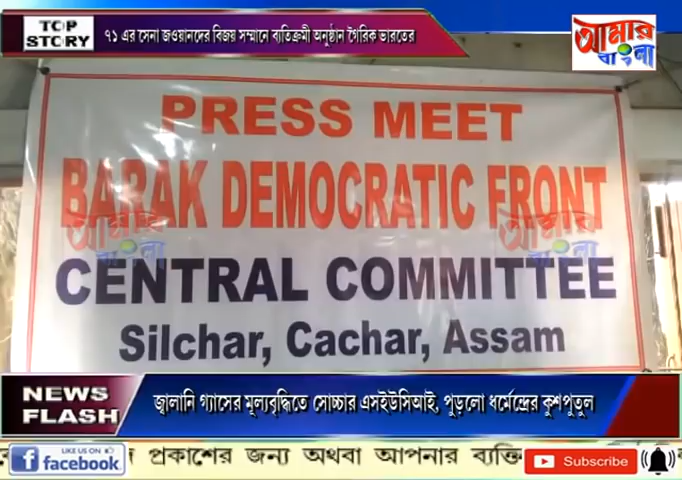 TOP
STORY
৭১ এর সেনা জওয়ানদের বিজয় সম্মানে ব্যতিক্রমী অনুষ্ঠান গৈরিক ভারতের
আমার
বাংলা
PRESS MEET
BARAK DEMOCRATIC FRONT
আমার
বাংলা
আমার
বাংলা
CENTRAL COMMITTEE
Silchar, Cachar, Assam
NEWS
FLASH
জ্বালানি গ্যাসের মূল্যবৃদ্ধিতে সোচ্চার এসইউসিআই, পুড়লো ধর্মেন্দ্রের কুশপুতুল
LIKE US ON
facebook
প্রকাশের জন্য অথবা আপনার
Subscribe